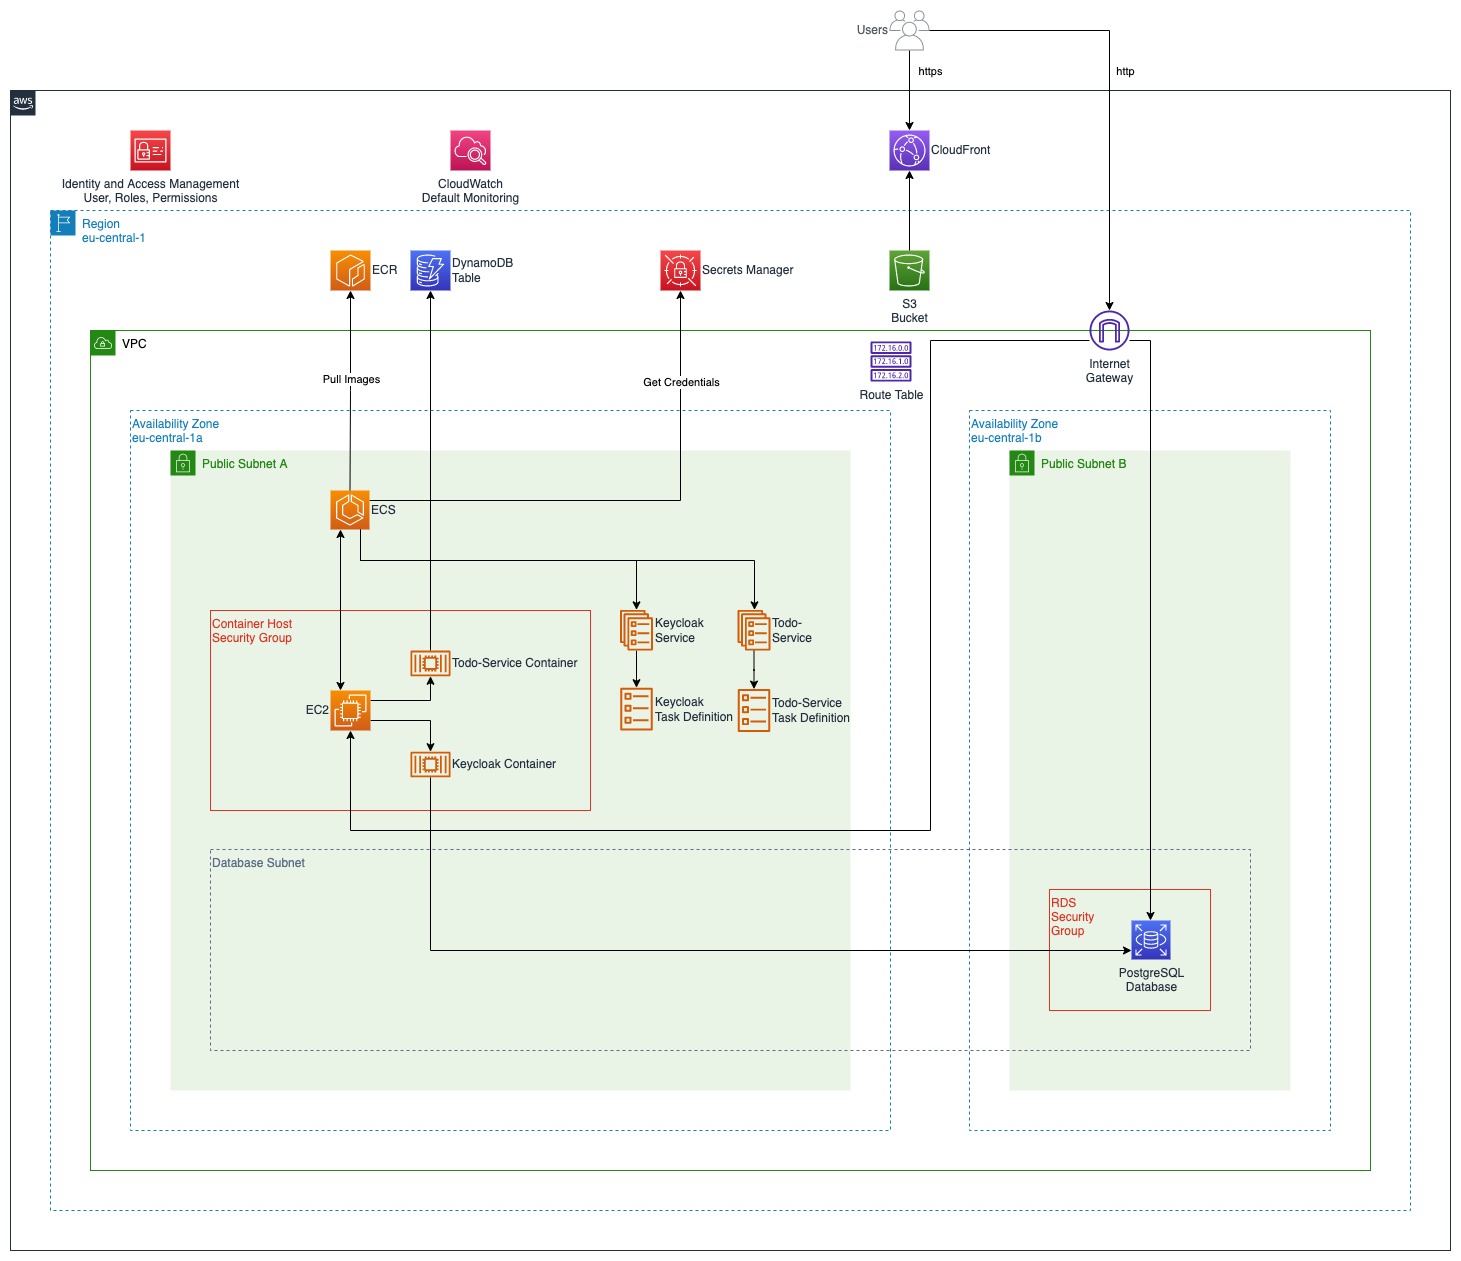 Users
https
http
aws
CloudFront
Identity and Access Management
User, Roles, Permissions
CloudWatch
Default Monitoring
Region
eu-central-1
ECR
DynamoDB
Table
Secrets Manager
S3
Bucket
VPC
172.16.0.0
172.16.1.0
172.16.2.0
Route Table
Internet
Gateway
Pull Images
Get Credentials
Availability Zone
eu-central-1a
Availability Zone
eu-central-1b
Public Subnet A
Public Subnet B
ECS
Container Host
Security Group
Keycloak
Service
Todo-
Service
Todo-Service Container
EC2
Keycloak
Task Definition
Todo-Service
Task Definition
Keycloak Container
Database Subnet
RDS
Security
Group
PostgreSQL
Database